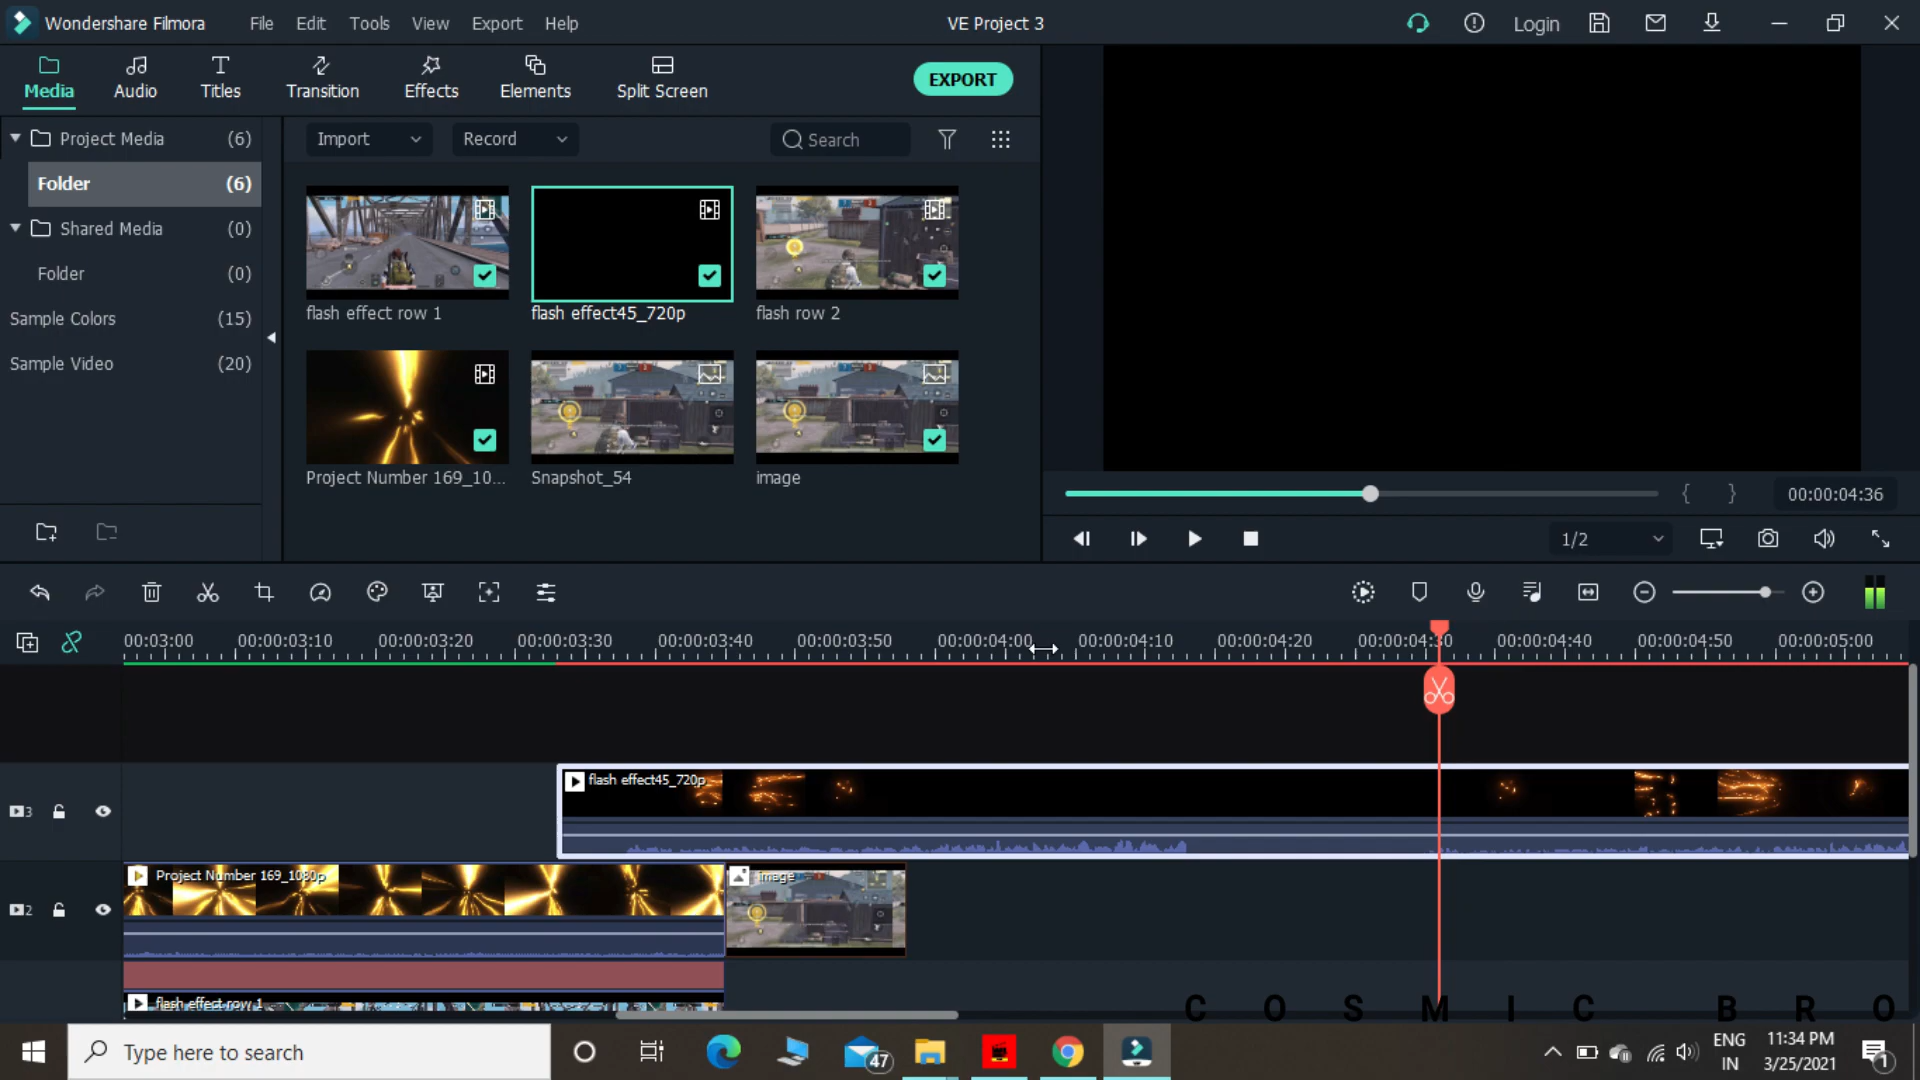 Wondershare Filmora File Edit Tools View Export Help VE Project 3 Login
Media Audio Titles Transition Effects Elements Split Screen EXPORT
Project Media (6) Import Record Search
Folder (6)
Shared Media (0)
Folder (0)
Sample Colors (15)
Sample Video (20)
flash effect row 1 flash effect45_720p flash row 2
Project Number 169_10... Snapshot_54 image
00:00:04:36
1/2
00:03:00 00:00:03:10 00:00:03:20 00:00:03:30 00:00:03:40 00:00:03:50 00:00:04:00 00:00:04:10 00:00:04:20 00:00:04:30 00:00:04:40 00:00:04:50 00:00:05:00
3 flash effect45_720p
2 Project Number 169_1080p image
flash effect row 1
COSMIC BRO
Type here to search 47 ENG 11:34 PM
IN 3/25/2021 1